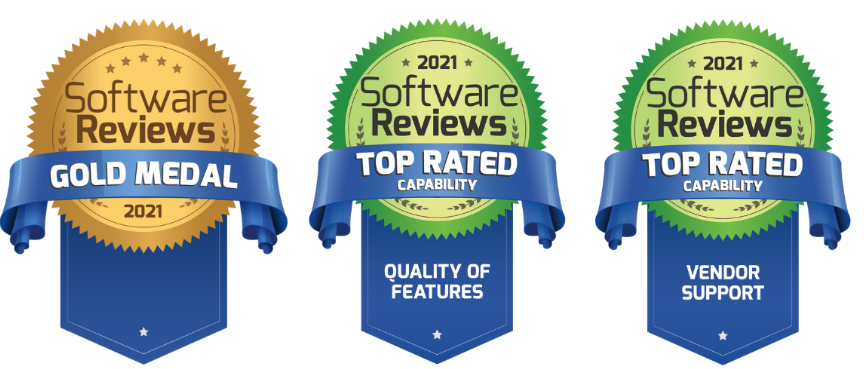 Software
Reviews
GOLD MEDAL
2021
2021
Software
Reviews
TOP RATED
CAPABILITY
QUALITY OF
FEATURES
2021
Software
Reviews
TOP RATED
CAPABILITY
VENDOR
SUPPORT